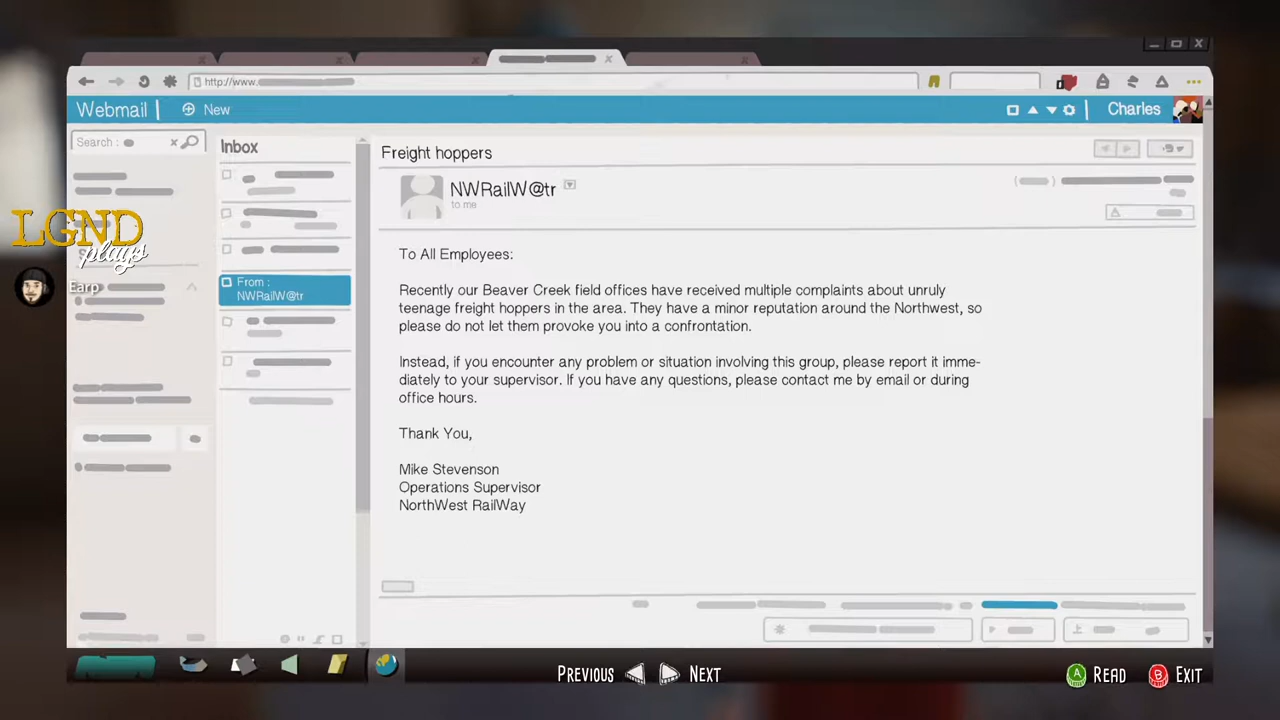 http://www.
Webmail
New
Charles
Search :
Inbox
Freight hoppers
NWRailW@tr
to me
LGND
plays
Earp
From :
NWRailW@tr
To All Employees:
Recently our Beaver Creek field offices have received multiple complaints about unruly
teenage freight hoppers in the area. They have a minor reputation around the Northwest, so
please do not let them provoke you into a confrontation.
Instead, if you encounter any problem or situation involving this group, please report it imme-
diately to your supervisor. If you have any questions, please contact me by email or during
office hours.
Thank You,
Mike Stevenson
Operations Supervisor
NorthWest RailWay
PREVIOUS
NEXT
A READ
B EXIT